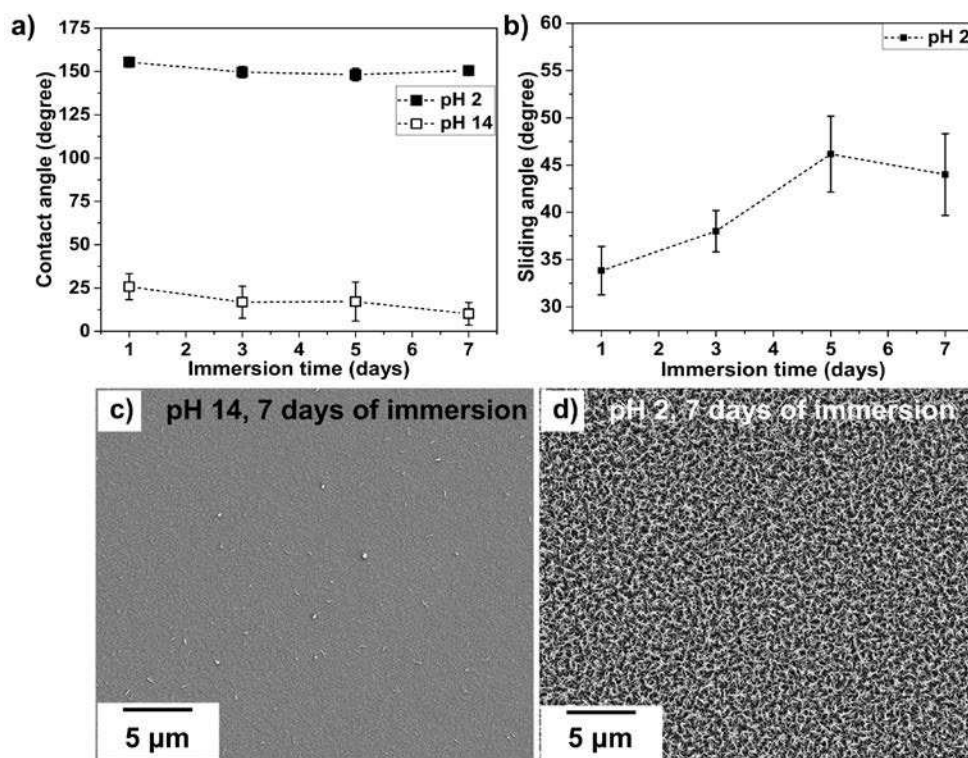 a)
175
150
125
100
75
50
25
0
Contact angle (degree)
pH 2
pH 14
1 2 3 4 5 6 7
Immersion time (days)
b)
60
55
50
45
40
35
30
Sliding angle (degree)
pH 2
1 2 3 4 5 6 7
Immersion time (days)
c) pH 14, 7 days of immersion
5 µm
d) pH 2, 7 days of immersion
5 µm